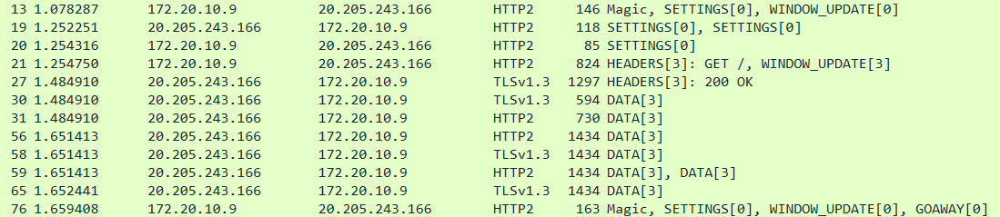 13 1.078287 172.20.10.9 20.205.243.166 HTTP2 146 Magic, SETTINGS[0], WINDOW_UPDATE[0]
19 1.252251 20.205.243.166 172.20.10.9 HTTP2 118 SETTINGS[0], SETTINGS[0]
20 1.254316 172.20.10.9 20.205.243.166 HTTP2 85 SETTINGS[0]
21 1.254750 172.20.10.9 20.205.243.166 HTTP2 824 HEADERS[3]: GET /, WINDOW_UPDATE[3]
27 1.484910 20.205.243.166 172.20.10.9 TLSv1.3 1297 HEADERS[3]: 200 OK
30 1.484910 20.205.243.166 172.20.10.9 TLSv1.3 594 DATA[3]
31 1.484910 20.205.243.166 172.20.10.9 HTTP2 730 DATA[3]
56 1.651413 20.205.243.166 172.20.10.9 HTTP2 1434 DATA[3]
58 1.651413 20.205.243.166 172.20.10.9 TLSv1.3 1434 DATA[3]
59 1.651413 20.205.243.166 172.20.10.9 HTTP2 1434 DATA[3], DATA[3]
65 1.652441 20.205.243.166 172.20.10.9 TLSv1.3 1434 DATA[3]
76 1.659408 172.20.10.9 20.205.243.166 HTTP2 163 Magic, SETTINGS[0], WINDOW_UPDATE[0], GOAWAY[0]